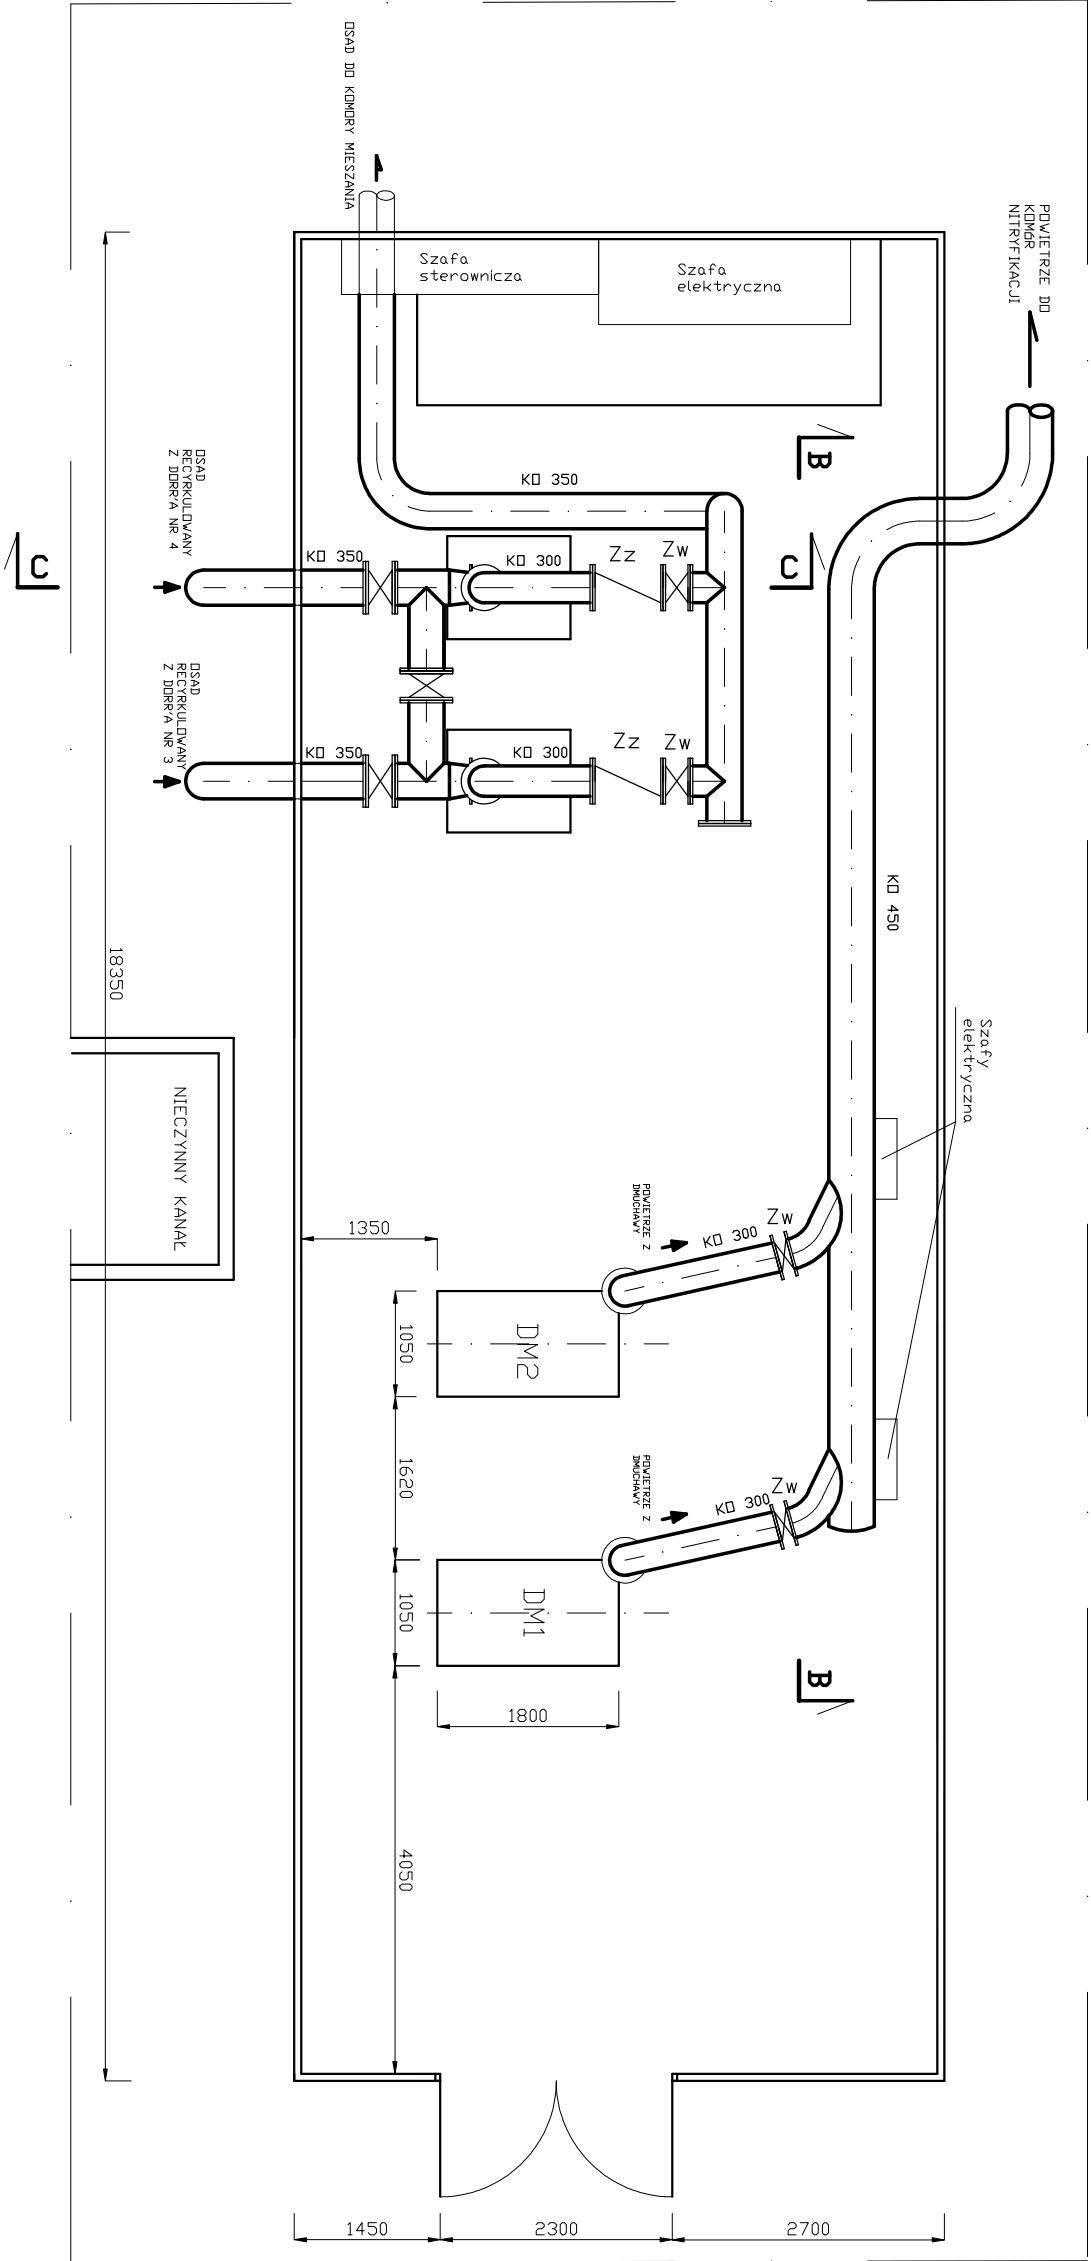 OSAD DO KOMORY MIESZANIA
POWIETRZE DO
KOMÓR
NITRYFIKACJI
Szafa
sterownicza
Szafa
elektryczna
B
KO 350
OSAD
RECYRKULOWANY
Z DORR'A NR 4
C
KO 350
KO 300
Zz
Zw
C
OSAD
RECYRKULOWANY
Z DORR'A NR 3
KO 350
KO 300
Zz
Zw
KO 450
18350
Szafy
elektryczna
NIECZYNNY KANAŁ
1350
POWIETRZE Z
DMUCHAWY
KO 300
Zw
DM2
1050
1620
POWIETRZE Z
DMUCHAWY
KO 300
Zw
DM1
1050
B
1800
4050
1450
2300
2700